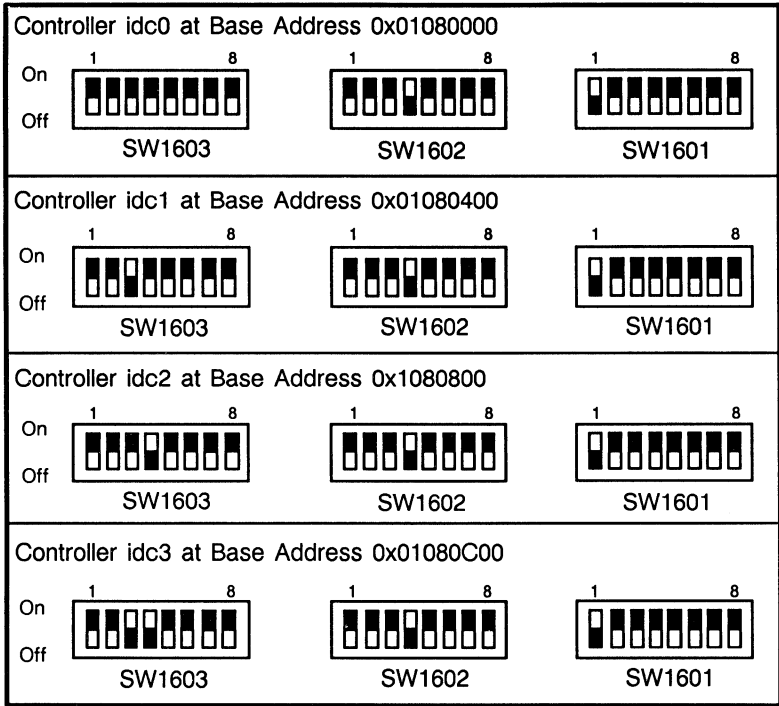 Controller idc0 at Base Address 0x01080000
1 8 1 8 1 8
On
Off
SW1603 SW1602 SW1601
Controller idc1 at Base Address 0x01080400
1 8 1 8 1 8
On
Off
SW1603 SW1602 SW1601
Controller idc2 at Base Address 0x1080800
1 8 1 8 1 8
On
Off
SW1603 SW1602 SW1601
Controller idc3 at Base Address 0x01080C00
1 8 1 8 1 8
On
Off
SW1603 SW1602 SW1601